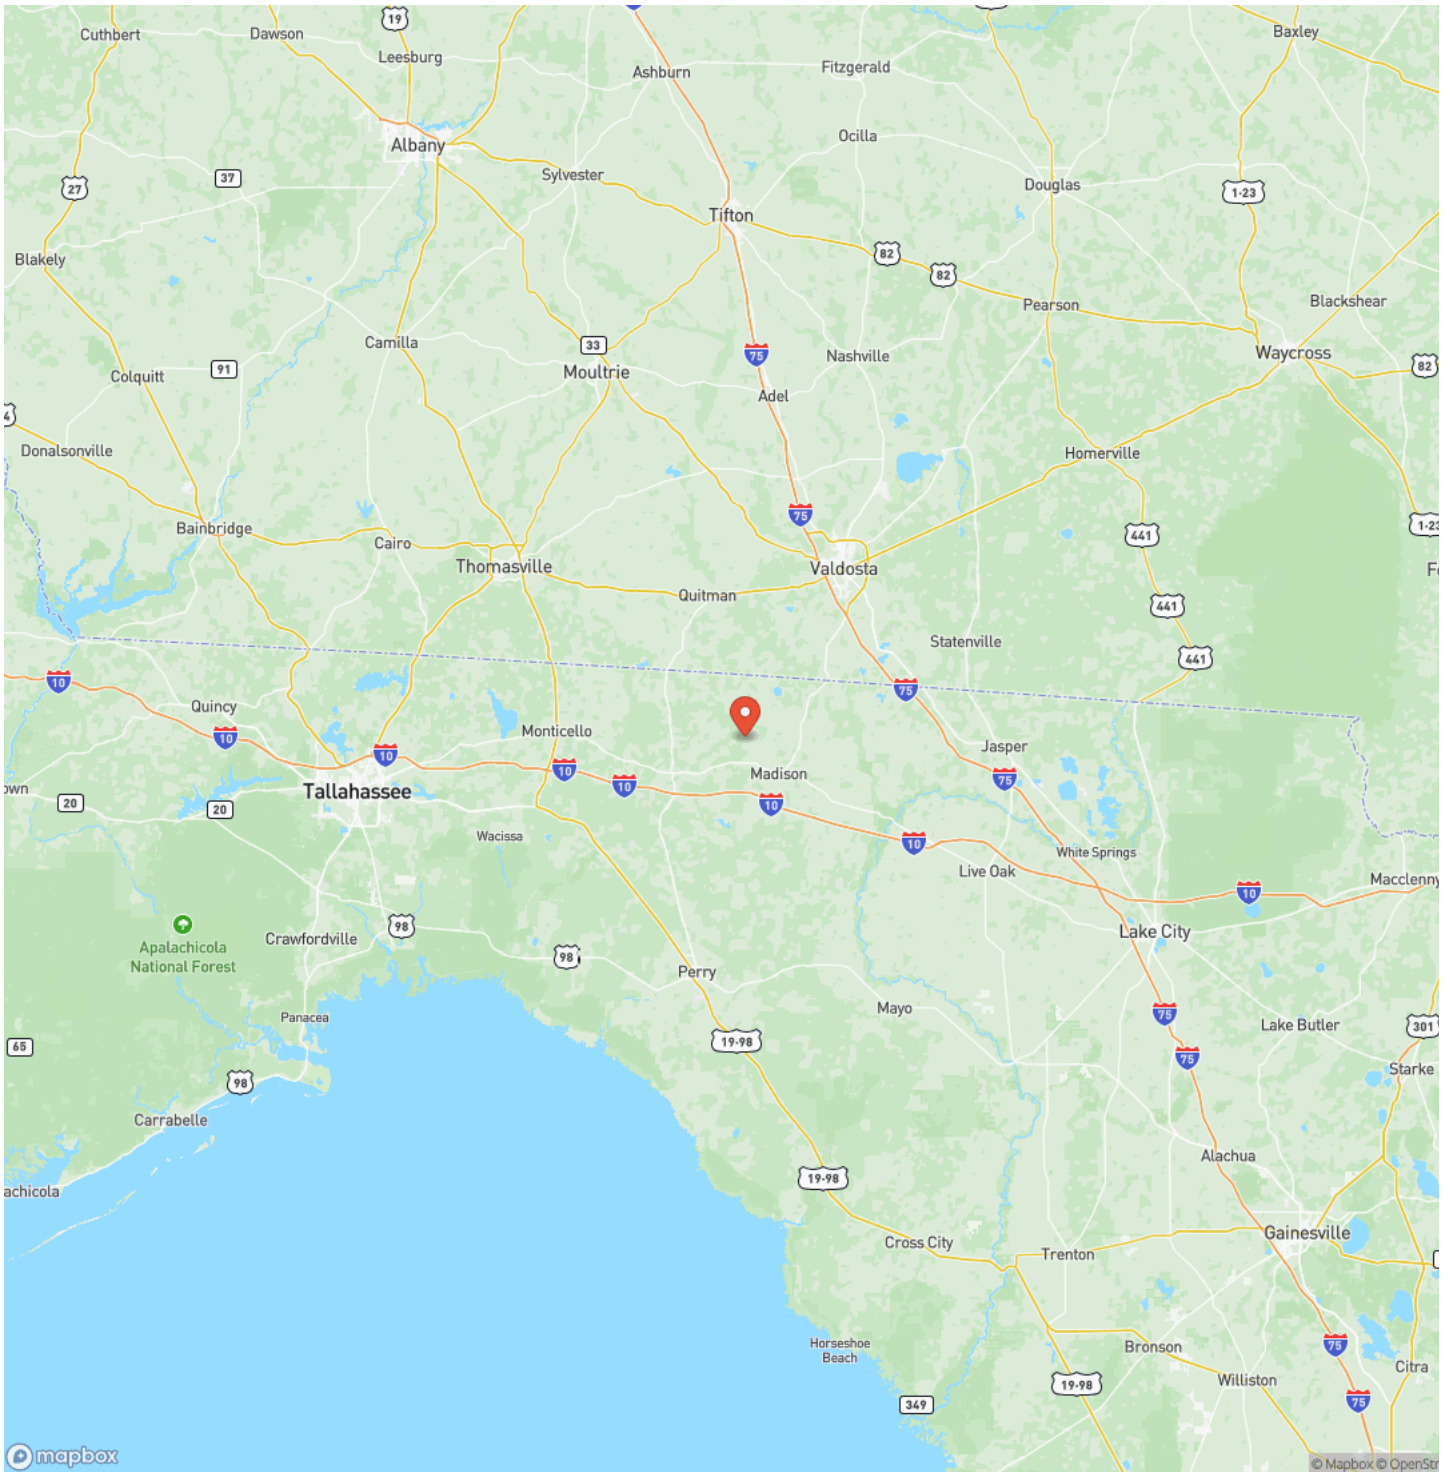 19
Cuthbert
Dawson
Leesburg
Ashburn
Fitzgerald
Baxley
Albany
Ocilla
Sylvester
37
27
Douglas
1-23
Tifton
82
82
Blakely
Pearson
Blackshear
Camilla
33
75
Nashville
Waycross
82
91
Colquitt
Moultrie
Adel
Donalsonville
Homerville
75
Bainbridge
Cairo
441
Thomasville
Valdosta
Quitman
441
Statenville
441
10
75
Quincy
10
Monticello
10
Jasper
10
10
Madison
75
Tallahassee
20
20
10
Wacissa
10
White Springs
Live Oak
10
Macclenny
98
Apalachicola
National Forest
Crawfordville
98
Lake City
Perry
Mayo
75
Panacea
Lake Butler
301
65
19-98
75
Starke
98
Carrabelle
Alachua
19-98
achicola
Cross City
Trenton
Gainesville
Horseshoe
Beach
Bronson
75
Citra
19-98
Williston
349
75
mapbox
© Mapbox © OpenStr